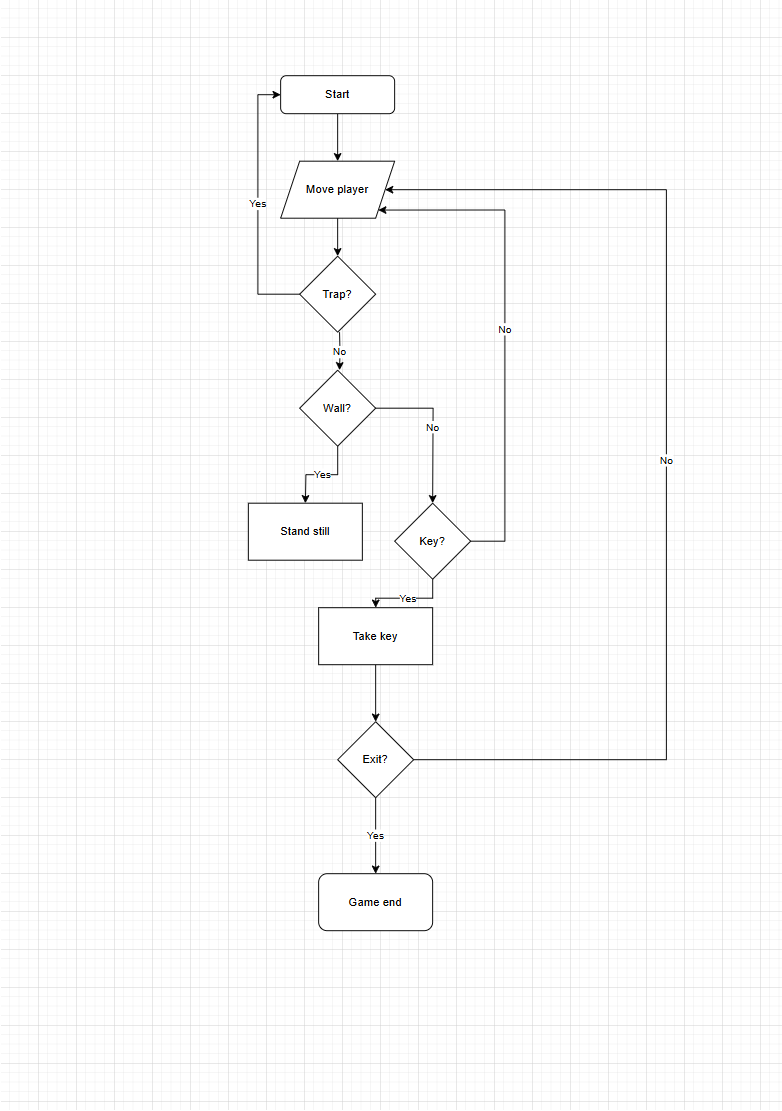 Start
Move player
Yes
Trap?
No
No
Wall?
No
No
Yes
Stand still
Key?
Yes
Take key
Exit?
Yes
Game end